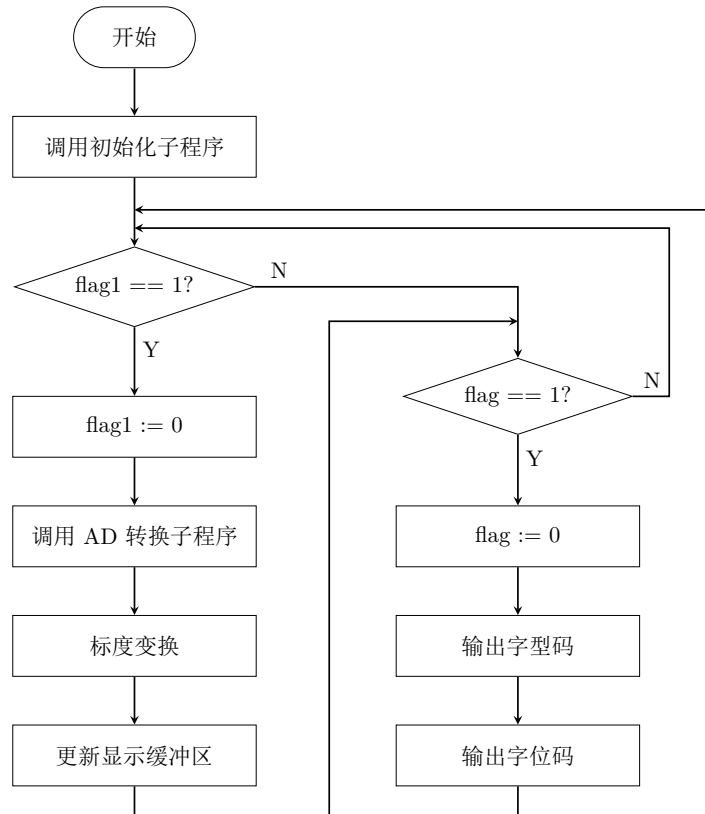 开始
调用初始化子程序
flag1 == 1?
N
Y
flag1 := 0
调用 AD 转换子程序
标度变换
更新显示缓冲区
flag == 1?
N
Y
flag := 0
输出字型码
输出字位码